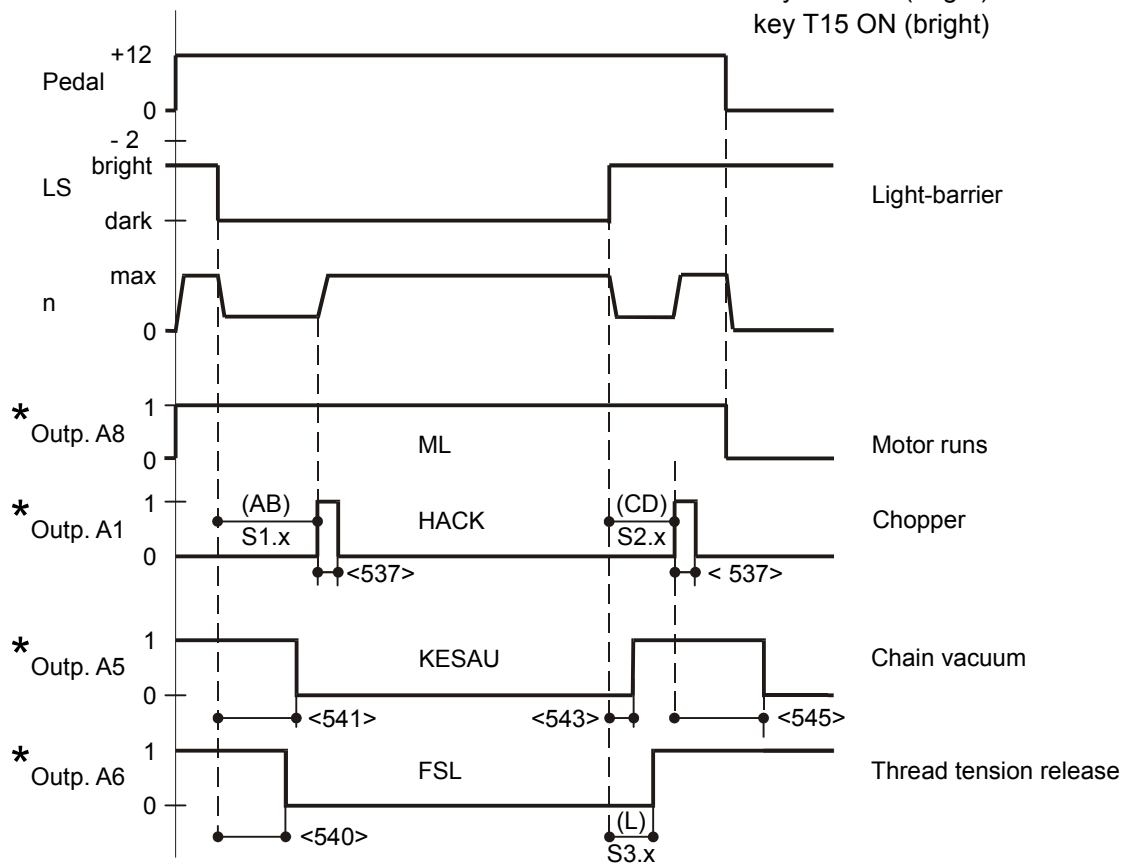 key T15 ON (bright)
+12
Pedal
0
- 2
bright
LS
Light-barrier
dark
max
n
0
1
* Outp. A8
ML
Motor runs
0
1
(AB)
(CD)
* Outp. A1
HACK
Chopper
S1.x
S2.x
0
<537>
< 537>
1
* Outp. A5
KESAU
Chain vacuum
0
<541>
<543>
<545>
1
* Outp. A6
FSL
Thread tension release
0
(L)
<540>
S3.x